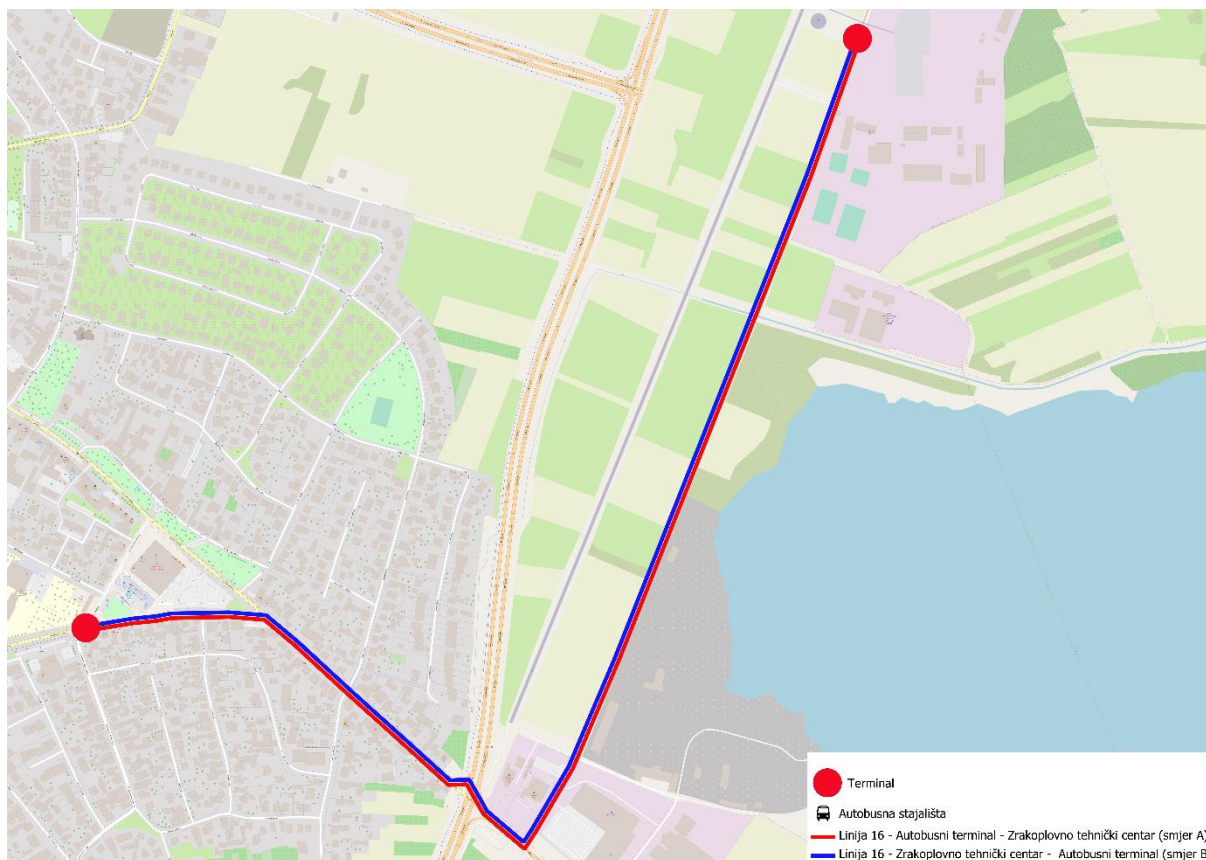 Terminal
Autobusna stajališta
Linija 16 - Autobusni terminal - Zrakoplovno tehnički centar (smjer A)
Linija 16 - Zrakoplovno tehnički centar - Autobusni terminal (smjer B